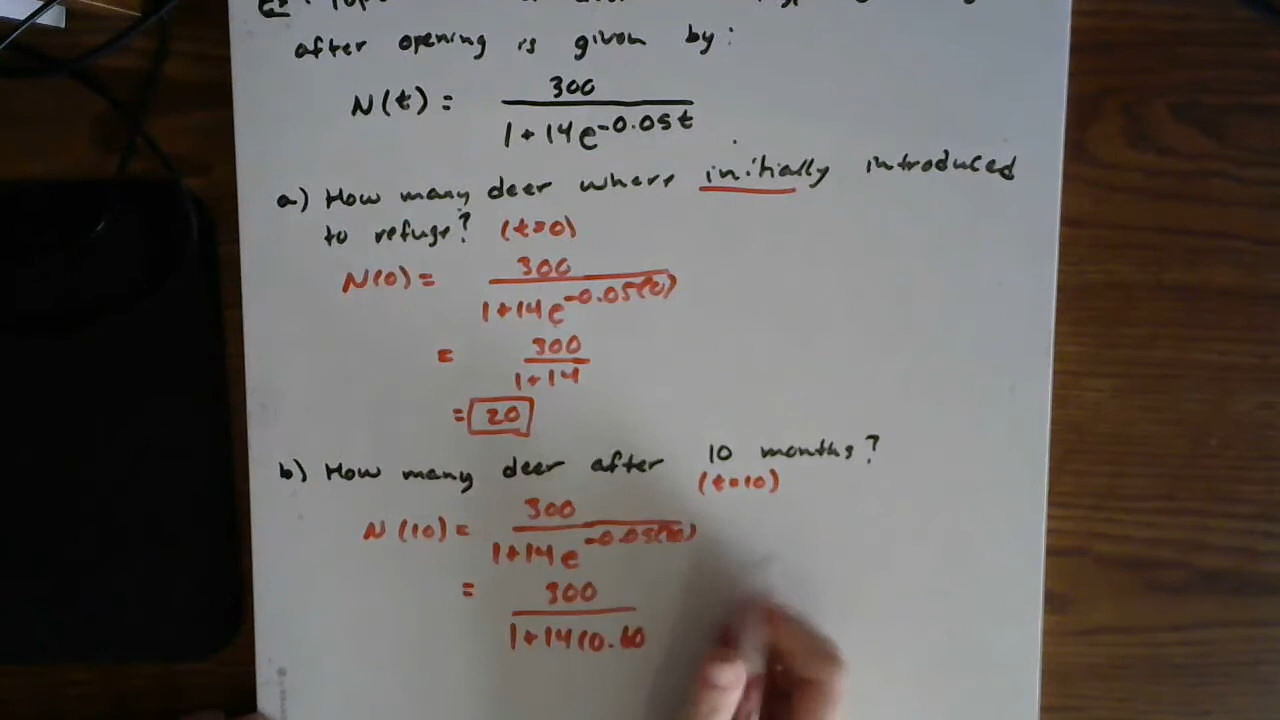 after opening is given by:
N(t) = 300 / 1+14e^-0.05t
a) How many deer where initially introduced
to refuge? (t=0)
N(0) = 300 / 1+14e^-0.05(0)
= 300 / 1+14
= 20
b) How many deer after 10 months?
(t=10)
N(10) = 300 / 1+14e^-0.05(10)
= 300 / 1+14(0.60